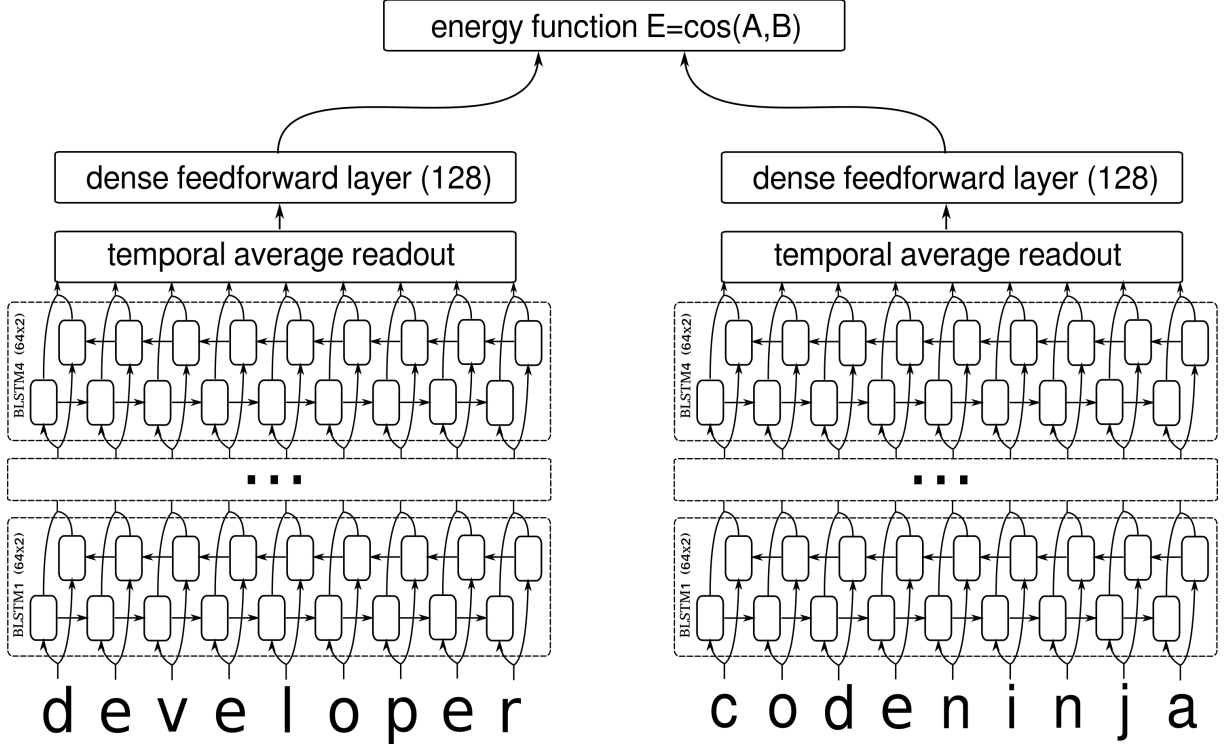 energy function E=cos(A,B)
dense feedforward layer (128)
dense feedforward layer (128)
temporal average readout
temporal average readout
BLSTM4 (64x2)
BLSTM4 (64x2)
...
...
BLSTM1 (64x2)
BLSTM1 (64x2)
d e v e l o p e r
c o d e n i n j a